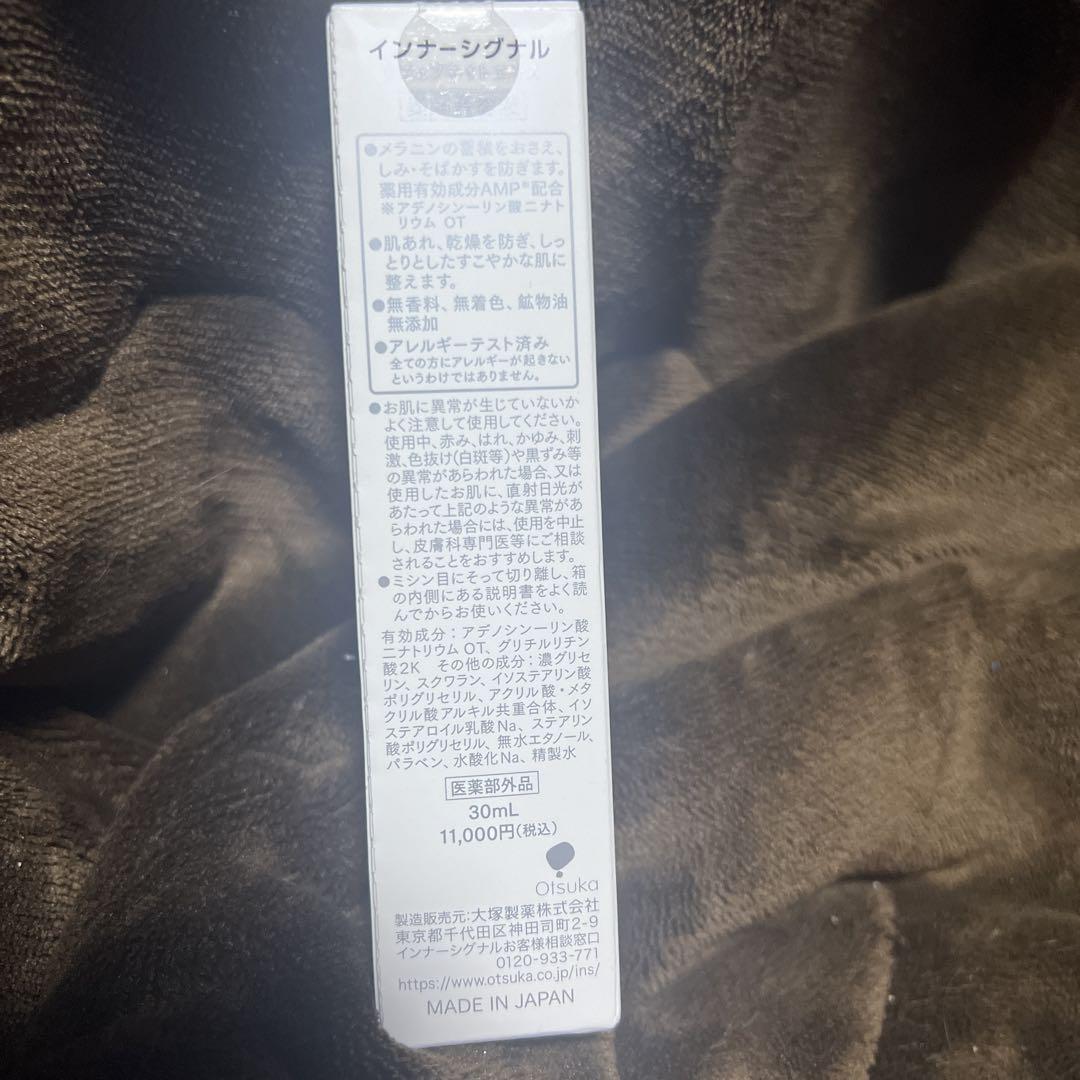 インナーシグナル
●メラニンの蓄積をおさえ、
しみ・そばかすを防ぎます。
薬用有効成分AMP※配合
※アデノシン一リン酸二ナト
リウム OT
●肌あれ、乾燥を防ぎ、しっ
とりとしたすこやかな肌に
整えます。
●無香料、無着色、鉱物油
無添加
●アレルギーテスト済み
全ての方にアレルギーが起きない
というわけではありません。
●お肌に異常が生じていないか
よく注意して使用してください。
使用中、赤み、はれ、かゆみ、刺
激、色抜け(白斑等)や黒ずみ等
の異常があらわれた場合、又は
使用したお肌に、直射日光が
あたって上記のような異常があ
らわれた場合には、使用を中止
し、皮膚科専門医等にご相談
されることをおすすめします。
●ミシン目にそって切り離し、箱
の内側にある説明書をよく読
んでからお使いください。
有効成分：アデノシン一リン酸
二ナトリウム OT、グリチルリチン
酸2K その他の成分：濃グリセ
リン、スクワラン、イソステアリン酸
ポリグリセリル、アクリル酸・メタ
クリル酸アルキル共重合体、イソ
ステアロイル乳酸Na、ステアリン
酸ポリグリセリル、無水エタノール、
パラベン、水酸化Na、精製水
医薬部外品
30mL
11,000円(税込)
Otsuka
製造販売元:大塚製薬株式会社
東京都千代田区神田司町2-9
インナーシグナルお客様相談窓口
0120-933-771
https://www.otsuka.co.jp/ins/
MADE IN JAPAN